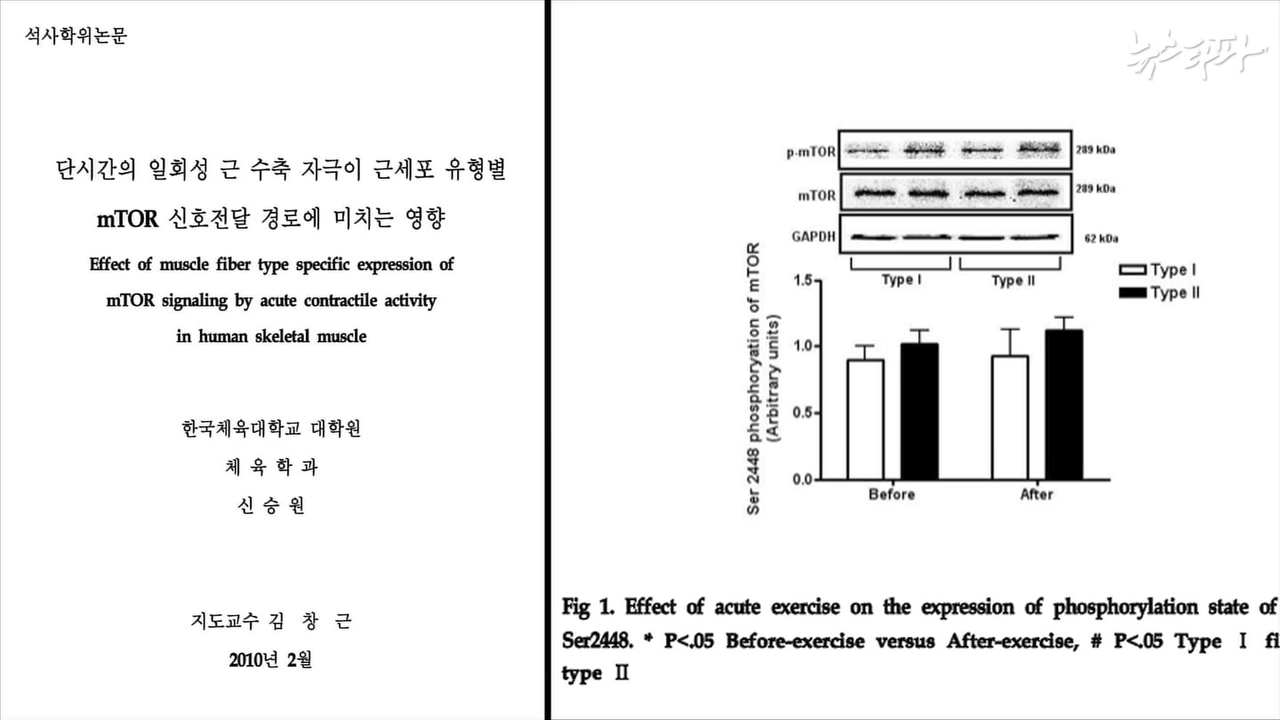 석사학위논문
단시간의 일회성 근 수축 자극이 근세포 유형별
mTOR 신호전달 경로에 미치는 영향
Effect of muscle fiber type specific expression of
mTOR signaling by acute contractile activity
in human skeletal muscle
한국체육대학교 대학원
체 육 학 과
신 승 원
지도교수 김 창 근
2010년 2월
뉴스타파
p-mTOR 289 kDa
mTOR 289 kDa
GAPDH 62 kDa
Type I Type II
Type I
Type II
Ser 2448 phosphoryation of mTOR
(Arbitrary units)
1.5
1.0
0.5
0.0
Before After
Fig 1. Effect of acute exercise on the expression of phosphorylation state of
Ser2448. * P<.05 Before-exercise versus After-exercise, # P<.05 Type Ⅰ fi
type Ⅱ